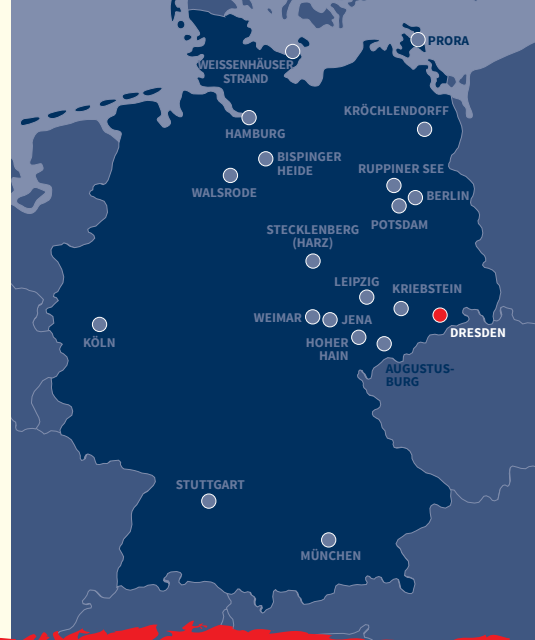 PRORA
WEISSENHÄUSER
STRAND
KRÖCHLENDORFF
HAMBURG
BISPINGER
HEIDE
RUPPINER SEE
WALSRODE
BERLIN
POTSDAM
STECKLENBERG
(HARZ)
LEIPZIG
KRIEBSTEIN
WEIMAR
JENA
DRESDEN
KÖLN
HOHER
HAIN
AUGUSTUS-
BURG
STUTTGART
MÜNCHEN